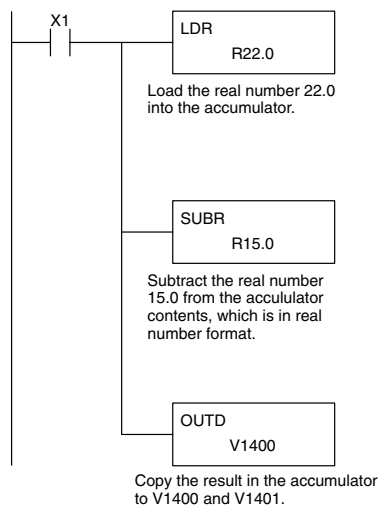 X1
LDR
R22.0
Load the real number 22.0
into the accumulator.
SUBR
R15.0
Subtract the real number
15.0 from the accululator
contents, which is in real
number format.
OUTD
V1400
Copy the result in the accumulator
to V1400 and V1401.